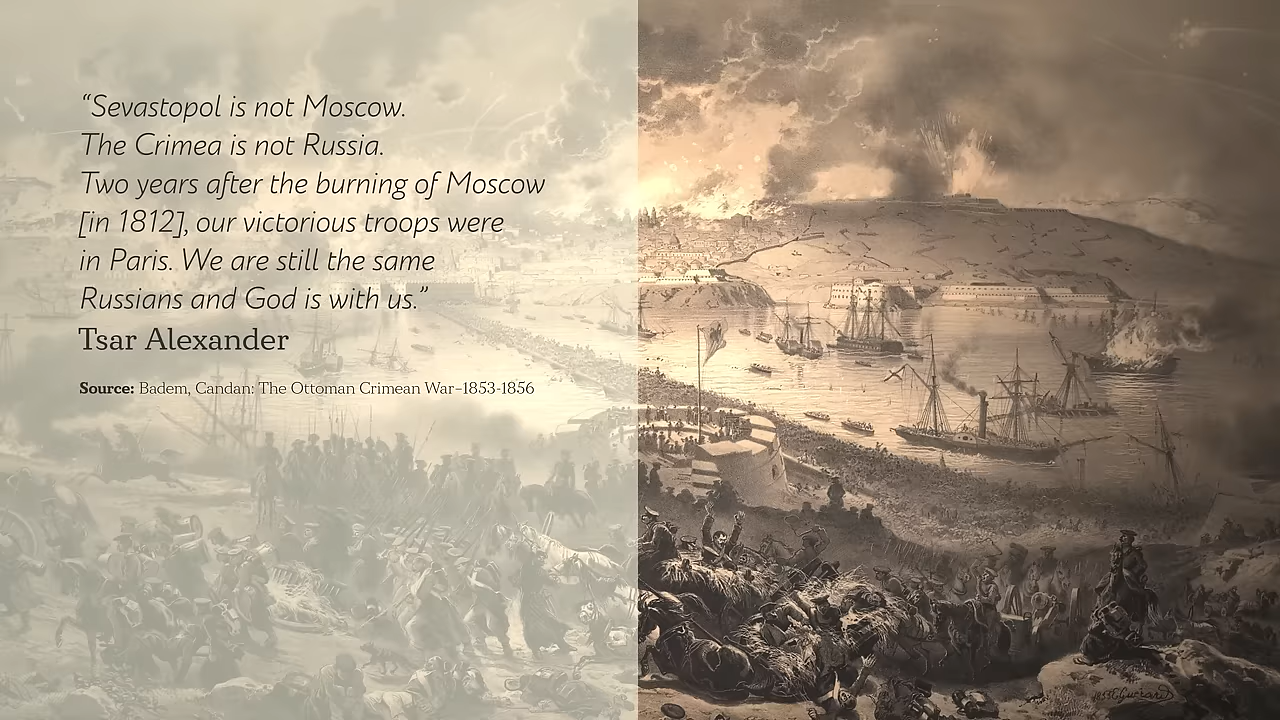 “Sevastopol is not Moscow.
The Crimea is not Russia.
Two years after the burning of Moscow
[in 1812], our victorious troops were
in Paris. We are still the same
Russians and God is with us.”
Tsar Alexander
Source: Badem, Candan: The Ottoman Crimean War–1853-1856